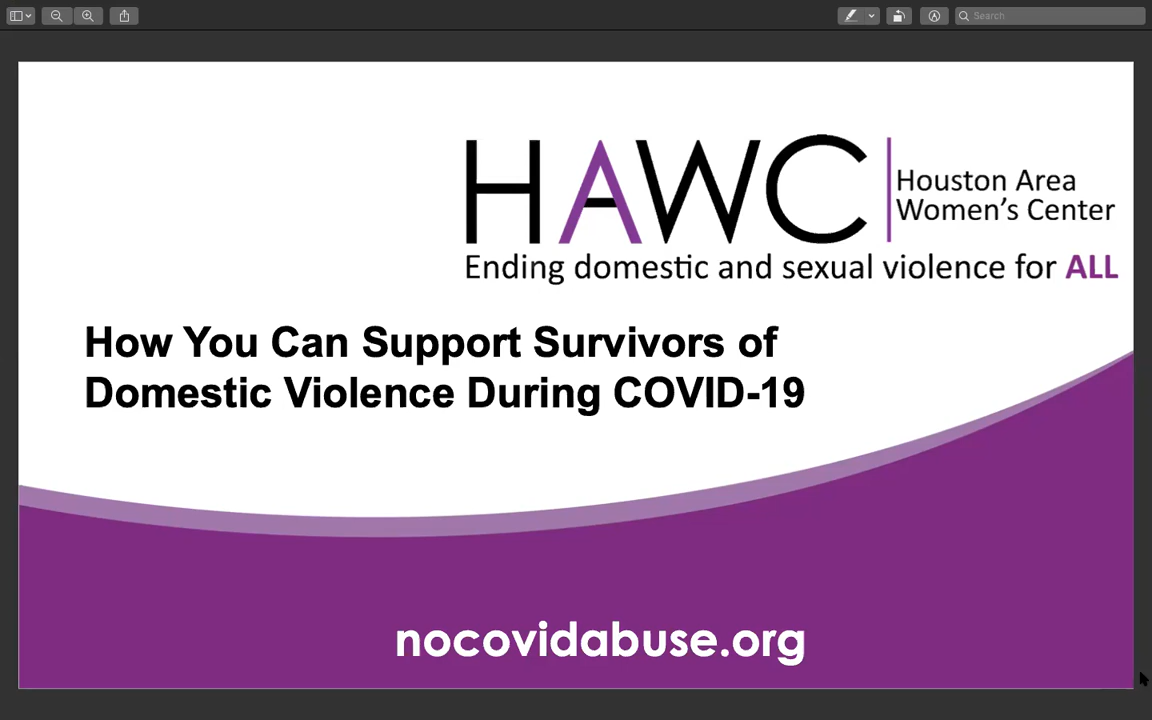 Search
HAWC
Houston Area
Women's Center
Ending domestic and sexual violence for ALL
How You Can Support Survivors of
Domestic Violence During COVID-19
nocovidabuse.org